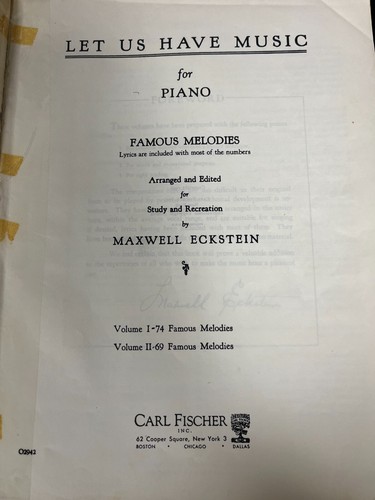 LET US HAVE MUSIC
for
PIANO
FAMOUS MELODIES
Lyrics are included with most of the numbers
Arranged and Edited
for
Study and Recreation
by
MAXWELL ECKSTEIN
Volume I-74 Famous Melodies
Volume II-69 Famous Melodies
CARL FISCHER
INC.
62 Cooper Square, New York 3
BOSTON • CHICAGO • DALLAS
O2943